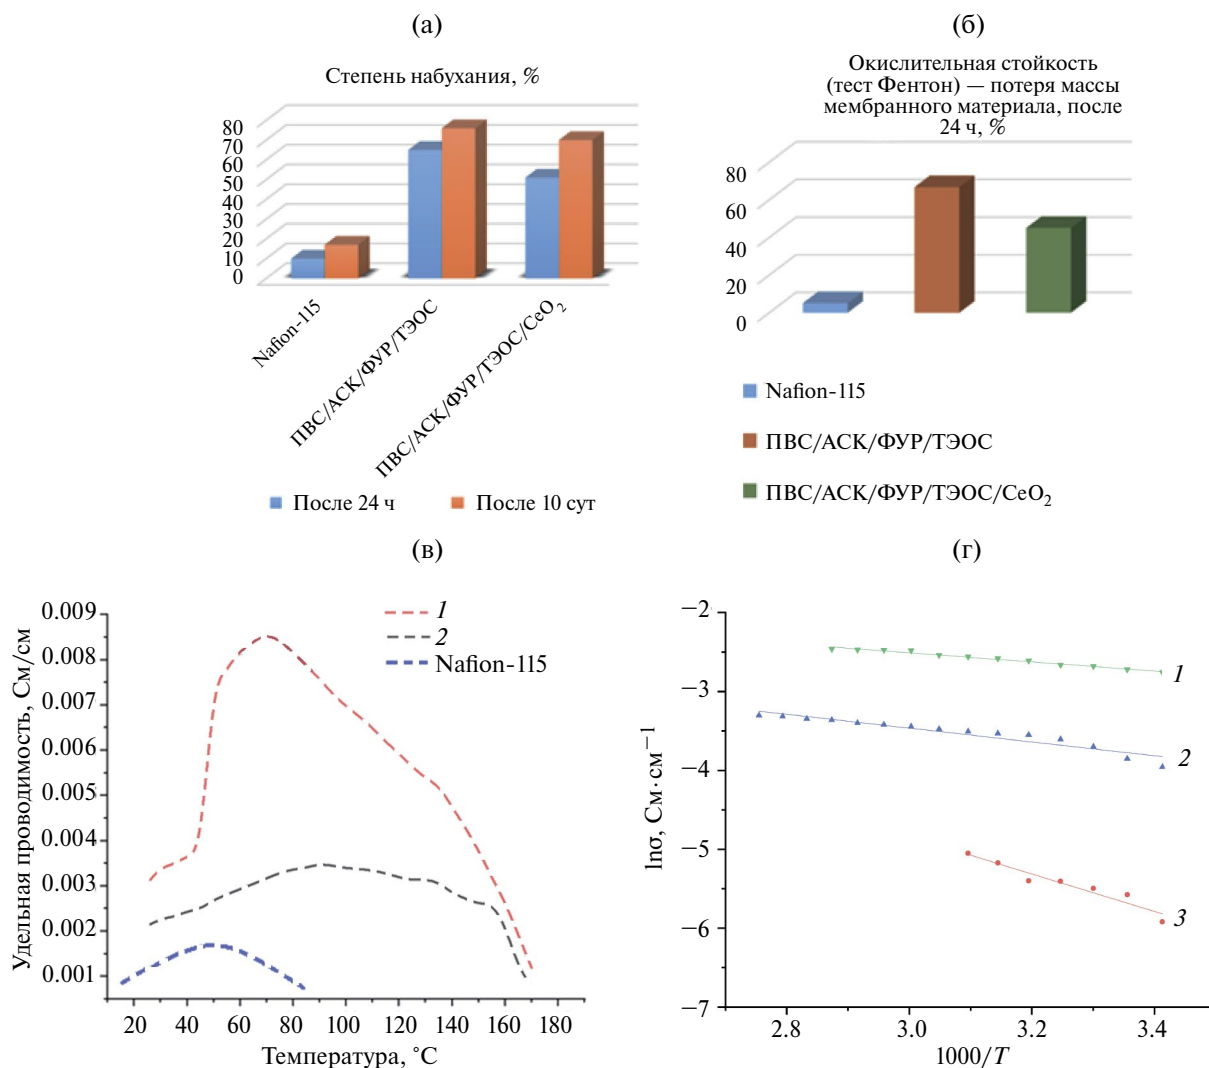 (а)
Степень набухания, %
80
70
60
50
40
30
20
10
0
Nafion-115
ПВС/АСК/ФУР/ТЭОС
ПВС/АСК/ФУР/ТЭОС/CeO₂
После 24 ч
После 10 сут
(б)
Окислительная стойкость
(тест Фентон) — потеря массы
мембранного материала, после
24 ч, %
80
60
40
20
0
Nafion-115
ПВС/АСК/ФУР/ТЭОС
ПВС/АСК/ФУР/ТЭОС/CeO₂
(в)
Удельная проводимость, См/см
0.009
0.008
0.007
0.006
0.005
0.004
0.003
0.002
0.001
1
2
Nafion-115
20 40 60 80 100 120 140 160 180
Температура, °С
(г)
lnσ, См·см⁻¹
−2
−3
−4
−5
−6
−7
1
2
3
2.8 3.0 3.2 3.4
1000/T